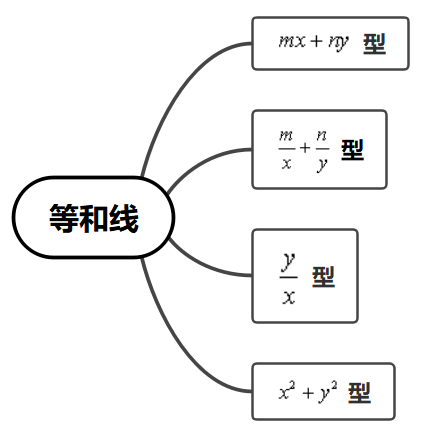 mx + ny 型
m/x + n/y 型
等和线
y/x 型
x² + y² 型